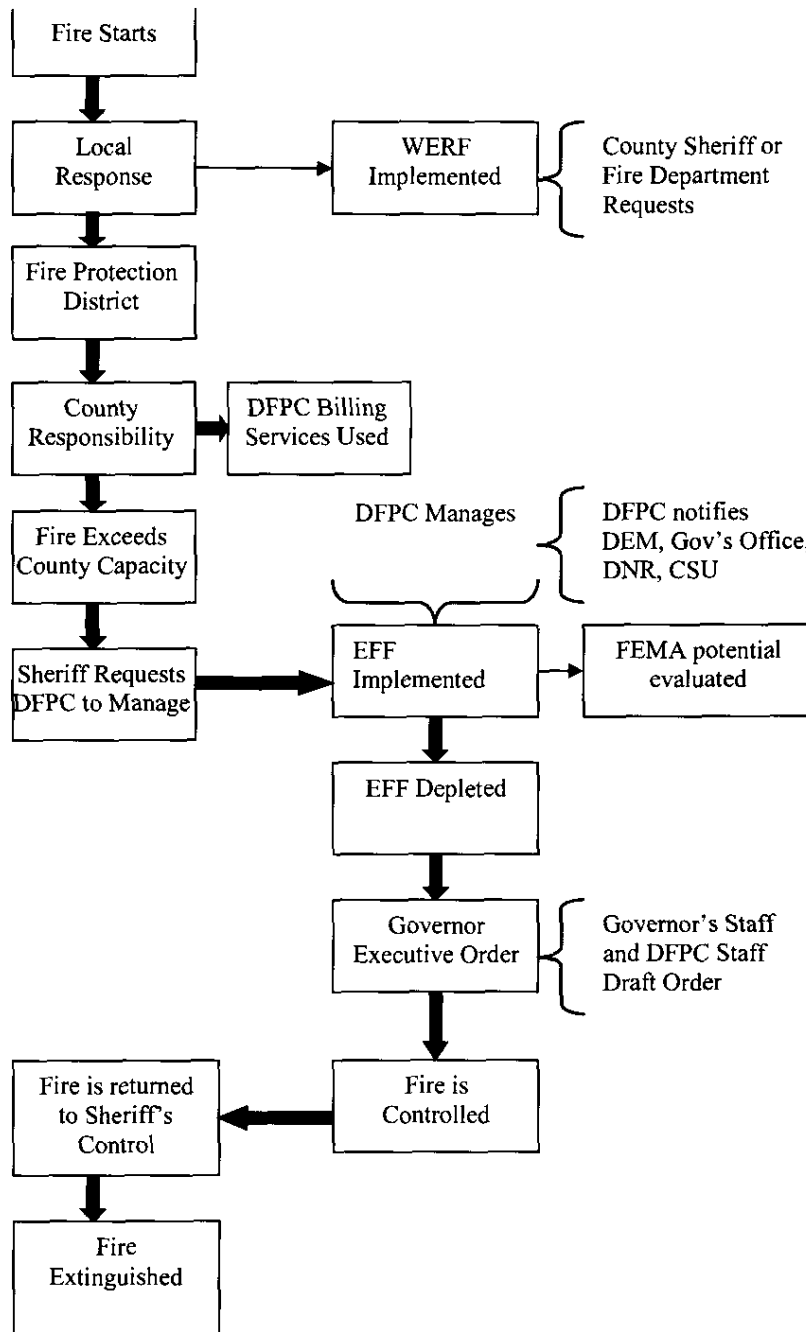 Fire Starts
Local
Response
WERF
Implemented
County Sheriff or
Fire Department
Requests
Fire Protection
District
County
Responsibility
DFPC Billing
Services Used
Fire Exceeds
County Capacity
DFPC Manages
DFPC notifies
DEM, Gov's Office,
DNR, CSU
Sheriff Requests
DFPC to Manage
EFF
Implemented
FEMA potential
evaluated
EFF Depleted
Governor
Executive Order
Governor's Staff
and DFPC Staff
Draft Order
Fire is
Controlled
Fire is returned
to Sheriff's
Control
Fire
Extinguished